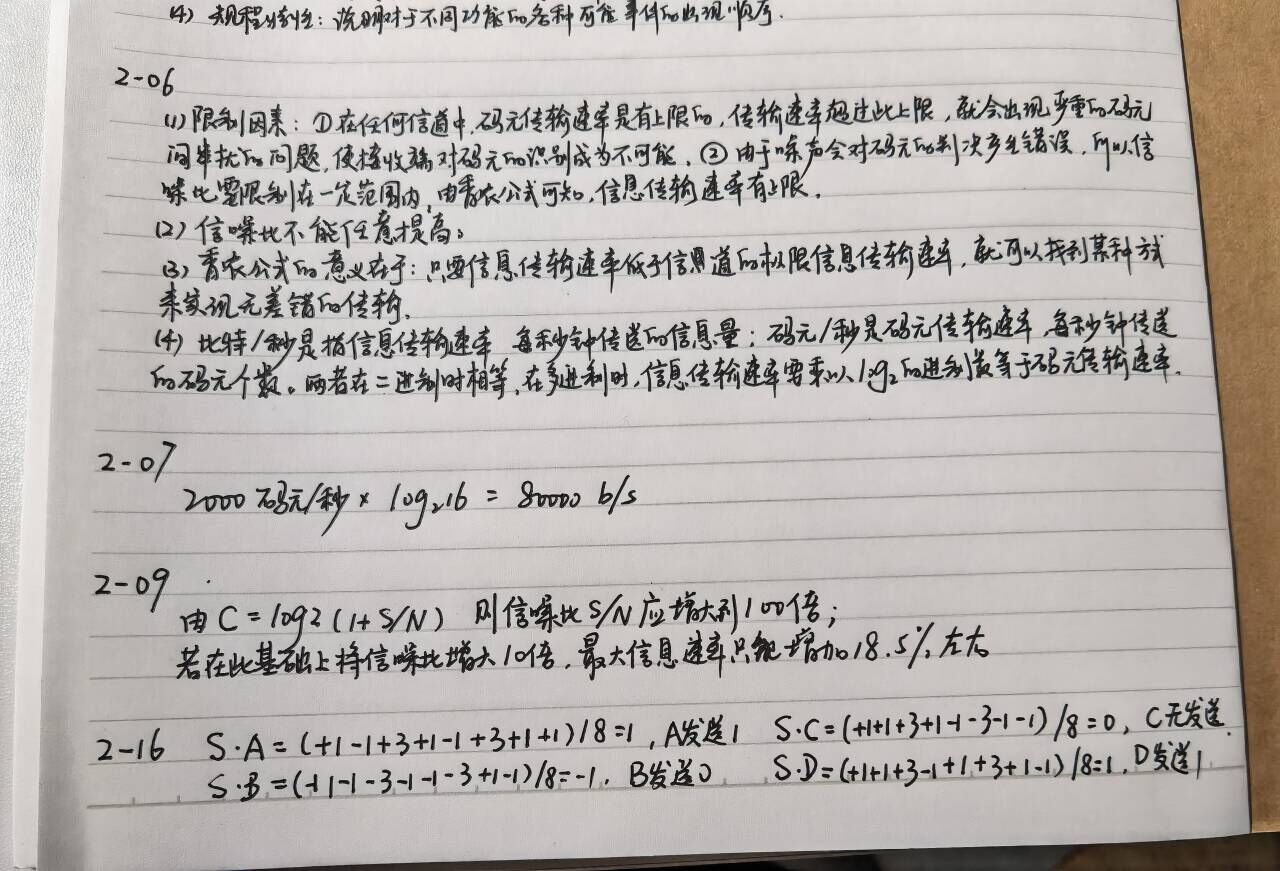 (4) 规程特性：说明对于不同功能的各种可能事件的出现顺序.
2-06
(1) 限制因素：①在任何信道中,码元传输速率是有上限的，传输速率超过此上限，就会出现严重的码元
间串扰的问题，使接收端对码元的识别成为不可能．②由于噪声会对码元的判决产生错误．所以信
噪比要限制在一定范围内，由香农公式可知，信息传输速率有上限．
(2) 信噪比不能任意提高。
(3) 香农公式的意义在于：只要信息传输速率低于信道的极限信息传输速率，就可以找到某种方式
来实现无差错的传输．
(4) 比特/秒是指信息传输速率 每秒钟传送的信息量；码元/秒是码元传输速率 每秒钟传送
的码元个数。两者在二进制时相等，在多进制时，信息传输速率要乘以log2的进制数等于码元传输速率．
2-07
2000 码元/秒 × log₂16 = 80000 b/s
2-09
由 C = log2 (1+S/N) 则信噪比 S/N 应增大到100倍；
若在此基础上将信噪比增大10倍，最大信息速率只能增加18.5%左右
2-16 S·A=(+1-1+3+1-1+3+1+1)/8=1，A发送1 S·C=(+1+1+3+1-1-3-1-1)/8=0，C无发送．
S·B=(+1-1-3-1-1-3+1-1)/8=-1．B发送0 S·D=(+1+1+3-1+1+3+1-1)/8=1．D发送1